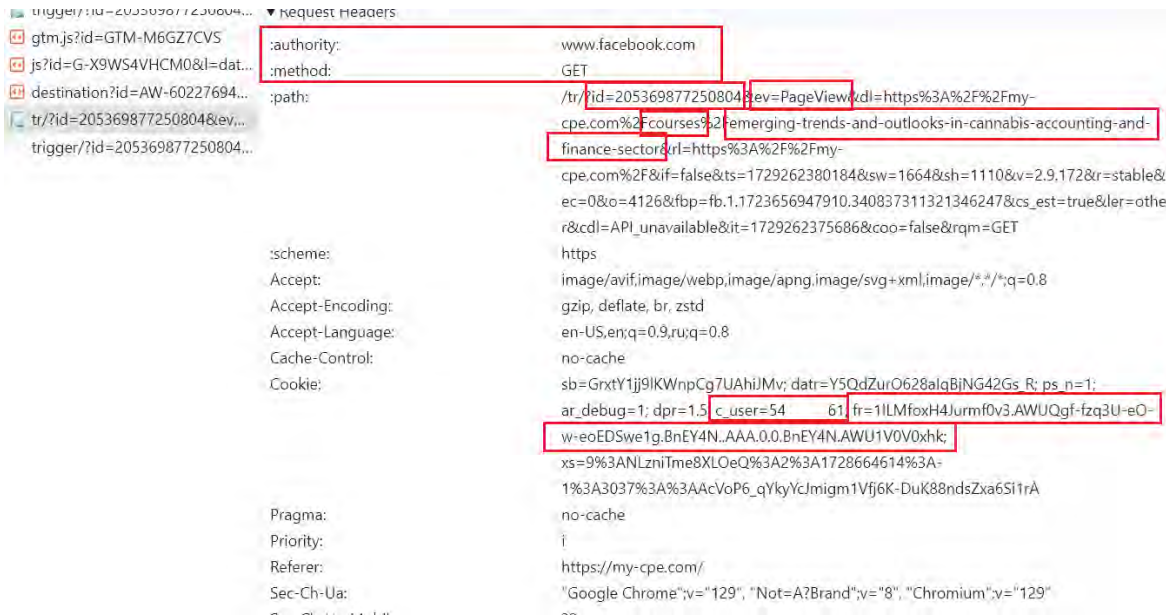 trigger/?id=205369877250804...
▼ Request Headers
gtm.js?id=GTM-M6GZ7CVS
js?id=G-X9WS4VHCM0&l=dat...
destination?id=AW-60227694...
tr/?id=205369877250804&ev,...
trigger/?id=205369877250804,...
:authority: www.facebook.com
:method: GET
:path: /tr/?id=205369877250804&ev=PageView&dl=https%3A%2F%2Fmy-
cpe.com%2Fcourses%2Femerging-trends-and-outlooks-in-cannabis-accounting-and-
finance-sector&rl=https%3A%2F%2Fmy-
cpe.com%2F&if=false&ts=1729262380184&sw=1664&sh=1110&v=2.9.172&r=stable&
ec=0&o=4126&fbp=fb.1.1723656947910.340837311321346247&cs_est=true&ler=othe
r&cdl=API_unavailable&it=1729262375686&coo=false&rqm=GET
:scheme: https
Accept: image/avif,image/webp,image/apng,image/svg+xml,image/*,*/*;q=0.8
Accept-Encoding: gzip, deflate, br, zstd
Accept-Language: en-US,en;q=0.9,ru;q=0.8
Cache-Control: no-cache
Cookie: sb=GrxtY1jj9lKWnpCg7UAhiJMv; datr=Y5QdZurO628alqBjNG42Gs_R; ps_n=1;
ar_debug=1; dpr=1.5 c_user=54 61; fr=1lLMfoxH4Jurmf0v3.AWUQgf-fzq3U-eO-
w-eoEDSwe1g.BnEY4N..AAA.0.0.BnEY4N.AWU1V0V0xhk;
xs=9%3ANLzniTme8XLOeQ%3A2%3A1728664614%3A-
1%3A3037%3A%3AAcVoP6_qYkyYcJmigm1Vfj6K-DuK88ndsZxa6Si1rA
Pragma: no-cache
Priority: i
Referer: https://my-cpe.com/
Sec-Ch-Ua: "Google Chrome";v="129", "Not=A?Brand";v="8", "Chromium";v="129"